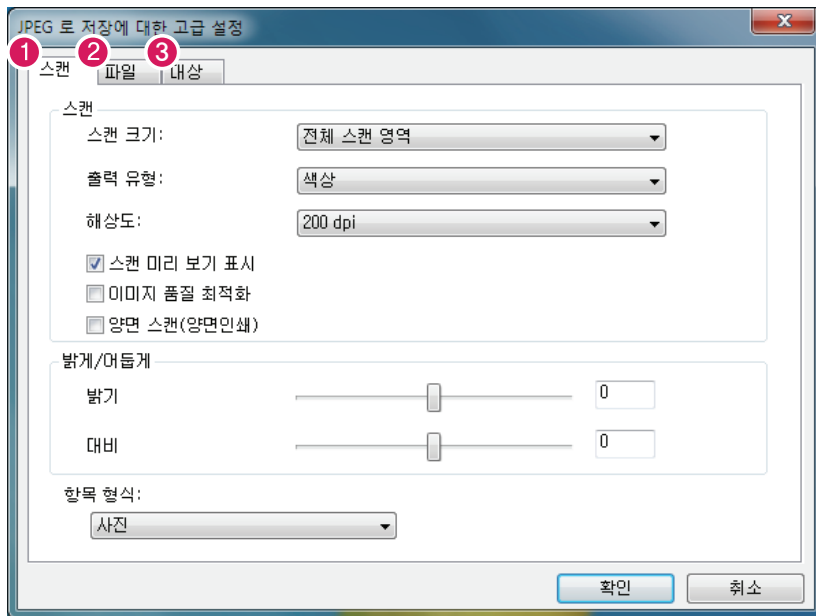 JPEG 로 저장에 대한 고급 설정
1 2 3
스캔 파일 대상
스캔
스캔 크기: 전체 스캔 영역
출력 유형: 색상
해상도: 200 dpi
스캔 미리 보기 표시
이미지 품질 최적화
양면 스캔(양면인쇄)
밝게/어둡게
밝기 0
대비 0
항목 형식:
사진
확인 취소